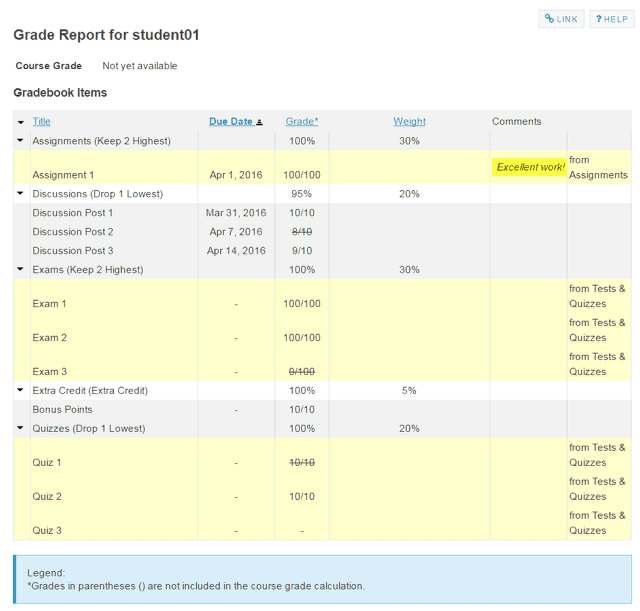 LINK
? HELP
Grade Report for student01
Course Grade Not yet available
Gradebook Items
Title Due Date Grade* Weight Comments
Assignments (Keep 2 Highest) 100% 30%
Assignment 1 Apr 1, 2016 100/100 Excellent work! from Assignments
Discussions (Drop 1 Lowest) 95% 20%
Discussion Post 1 Mar 31, 2016 10/10
Discussion Post 2 Apr 7, 2016 8/10
Discussion Post 3 Apr 14, 2016 9/10
Exams (Keep 2 Highest) 100% 30%
Exam 1 - 100/100 from Tests & Quizzes
Exam 2 - 100/100 from Tests & Quizzes
Exam 3 - 0/100 from Tests & Quizzes
Extra Credit (Extra Credit) 100% 5%
Bonus Points - 10/10
Quizzes (Drop 1 Lowest) 100% 20%
Quiz 1 - 10/10 from Tests & Quizzes
Quiz 2 - 10/10 from Tests & Quizzes
Quiz 3 - - from Tests & Quizzes
Legend:
*Grades in parentheses () are not included in the course grade calculation.